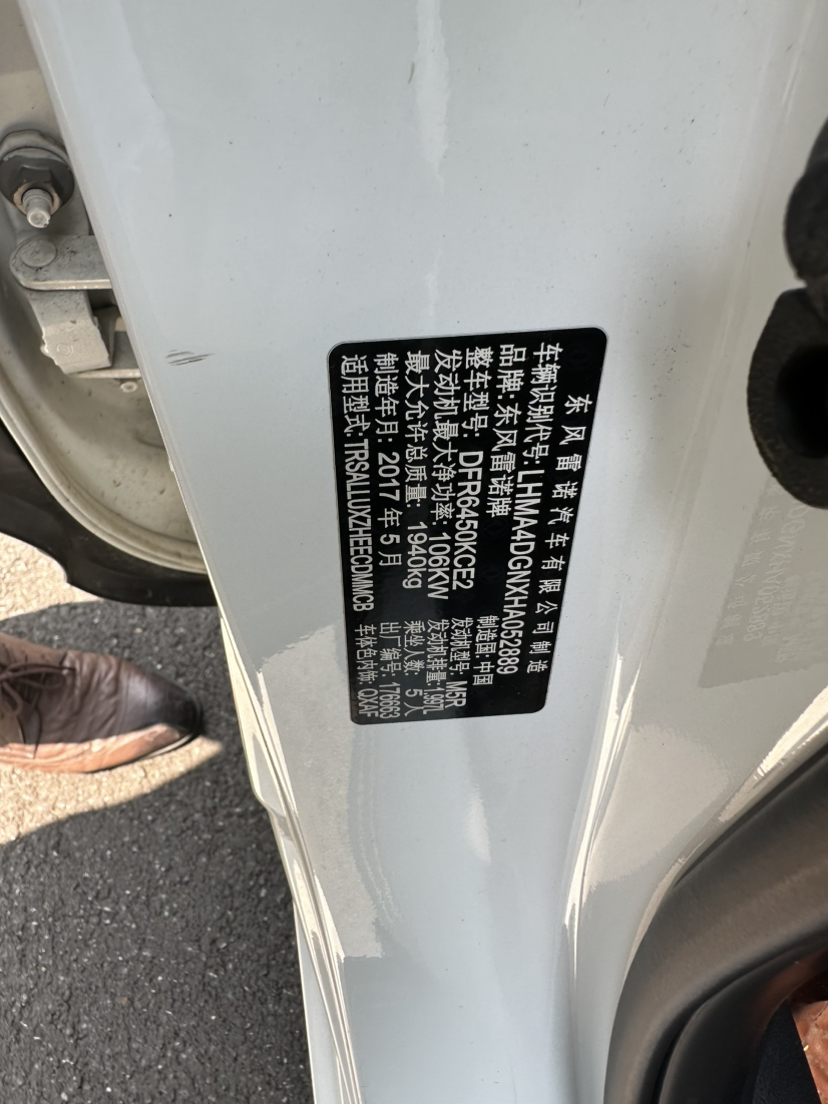 东风雷诺汽车有限公司制造
车辆识别代号: LHMA4DGNXHA052889
品牌: 东风雷诺牌 制造国: 中国
整车型号: DFR6450KCE2 发动机型号: M5R
发动机最大净功率: 106KW 发动机排量: 1.997L
最大允许总质量: 1940kg 乘坐人数: 5人
制造年月: 2017年5月 出厂编号: 176663
适用型式: TRSALLUXZHEECDMMCB 车体色内饰: QXAF